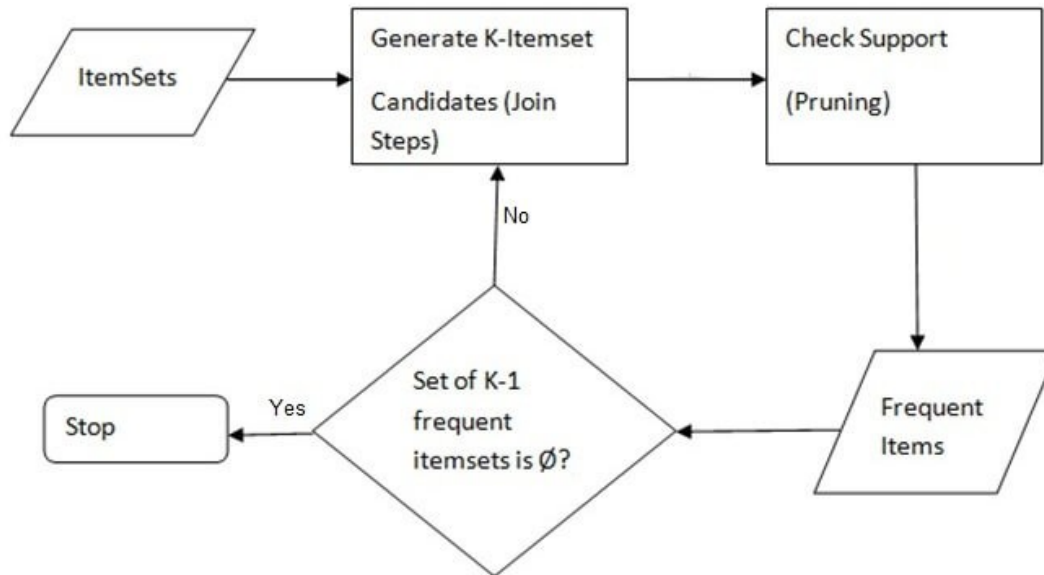 ItemSets
Generate K-Itemset
Candidates (Join
Steps)
Check Support
(Pruning)
No
Set of K-1
frequent
itemsets is Ø?
Yes
Stop
Frequent
Items